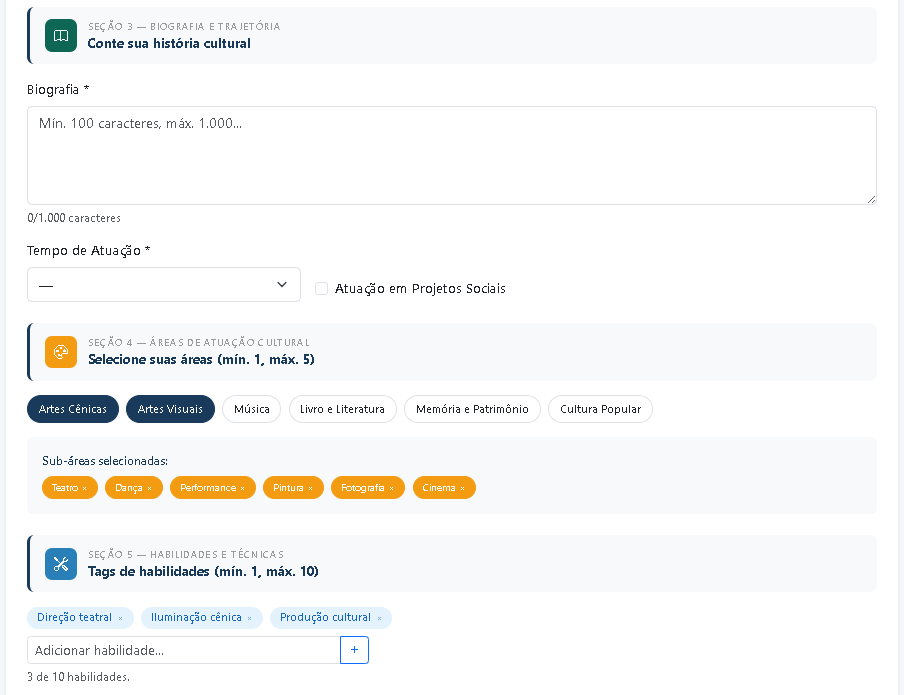 SEÇÃO 3 — BIOGRAFIA E TRAJETÓRIA
Conte sua história cultural
Biografia *
Mín. 100 caracteres, máx. 1.000...
0/1.000 caracteres
Tempo de Atuação *
—
Atuação em Projetos Sociais
SEÇÃO 4 — ÁREAS DE ATUAÇÃO CULTURAL
Selecione suas áreas (mín. 1, máx. 5)
Artes Cênicas Artes Visuais Música Livro e Literatura Memória e Patrimônio Cultura Popular
Sub-áreas selecionadas:
Teatro × Dança × Performance × Pintura × Fotografia × Cinema ×
SEÇÃO 5 — HABILIDADES E TÉCNICAS
Tags de habilidades (mín. 1, máx. 10)
Direção teatral × Iluminação cênica × Produção cultural ×
Adicionar habilidade... +
3 de 10 habilidades.